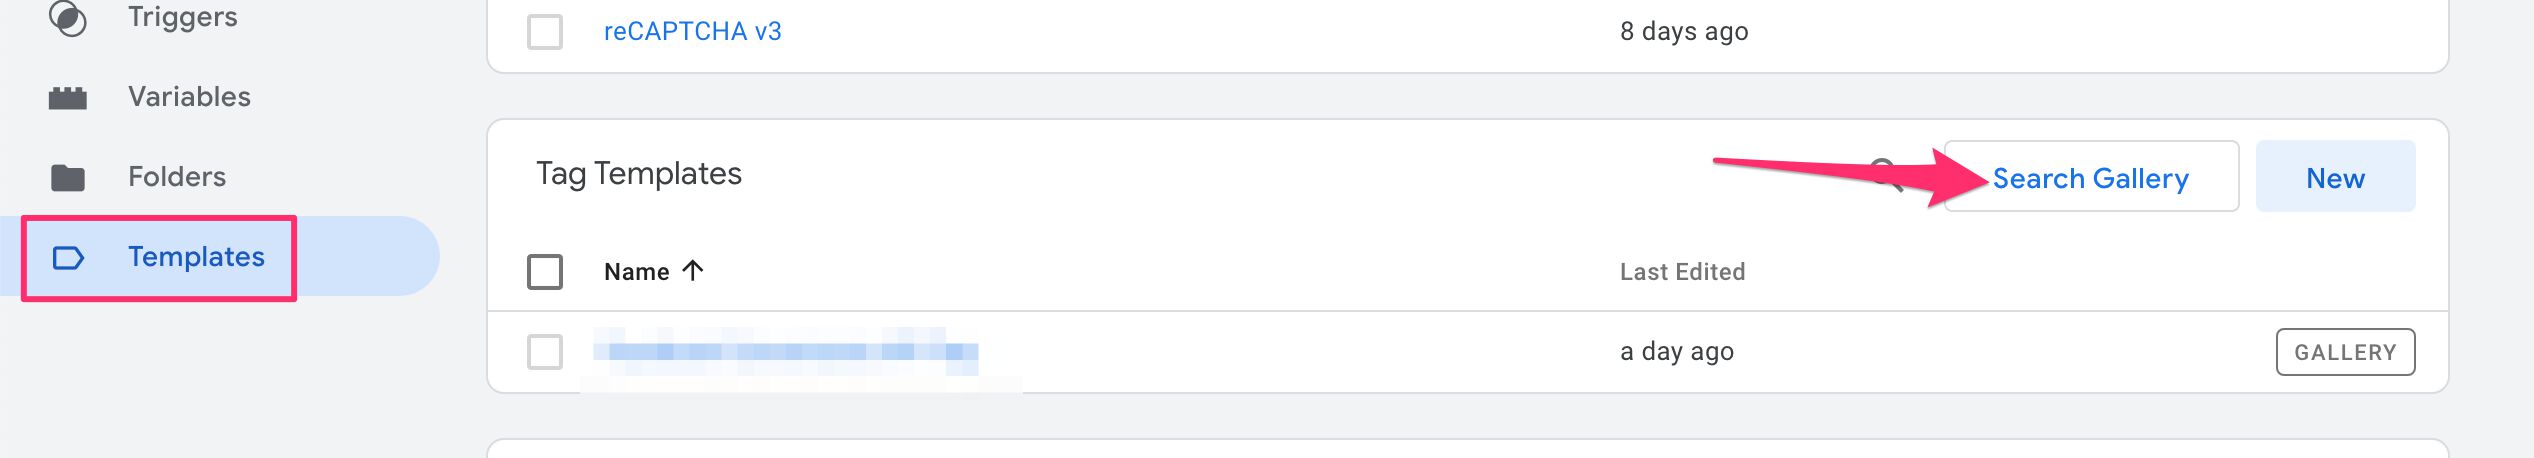 Triggers
Variables
Folders
Templates
reCAPTCHA v3 8 days ago
Tag Templates Search Gallery New
Name Last Edited
a day ago GALLERY